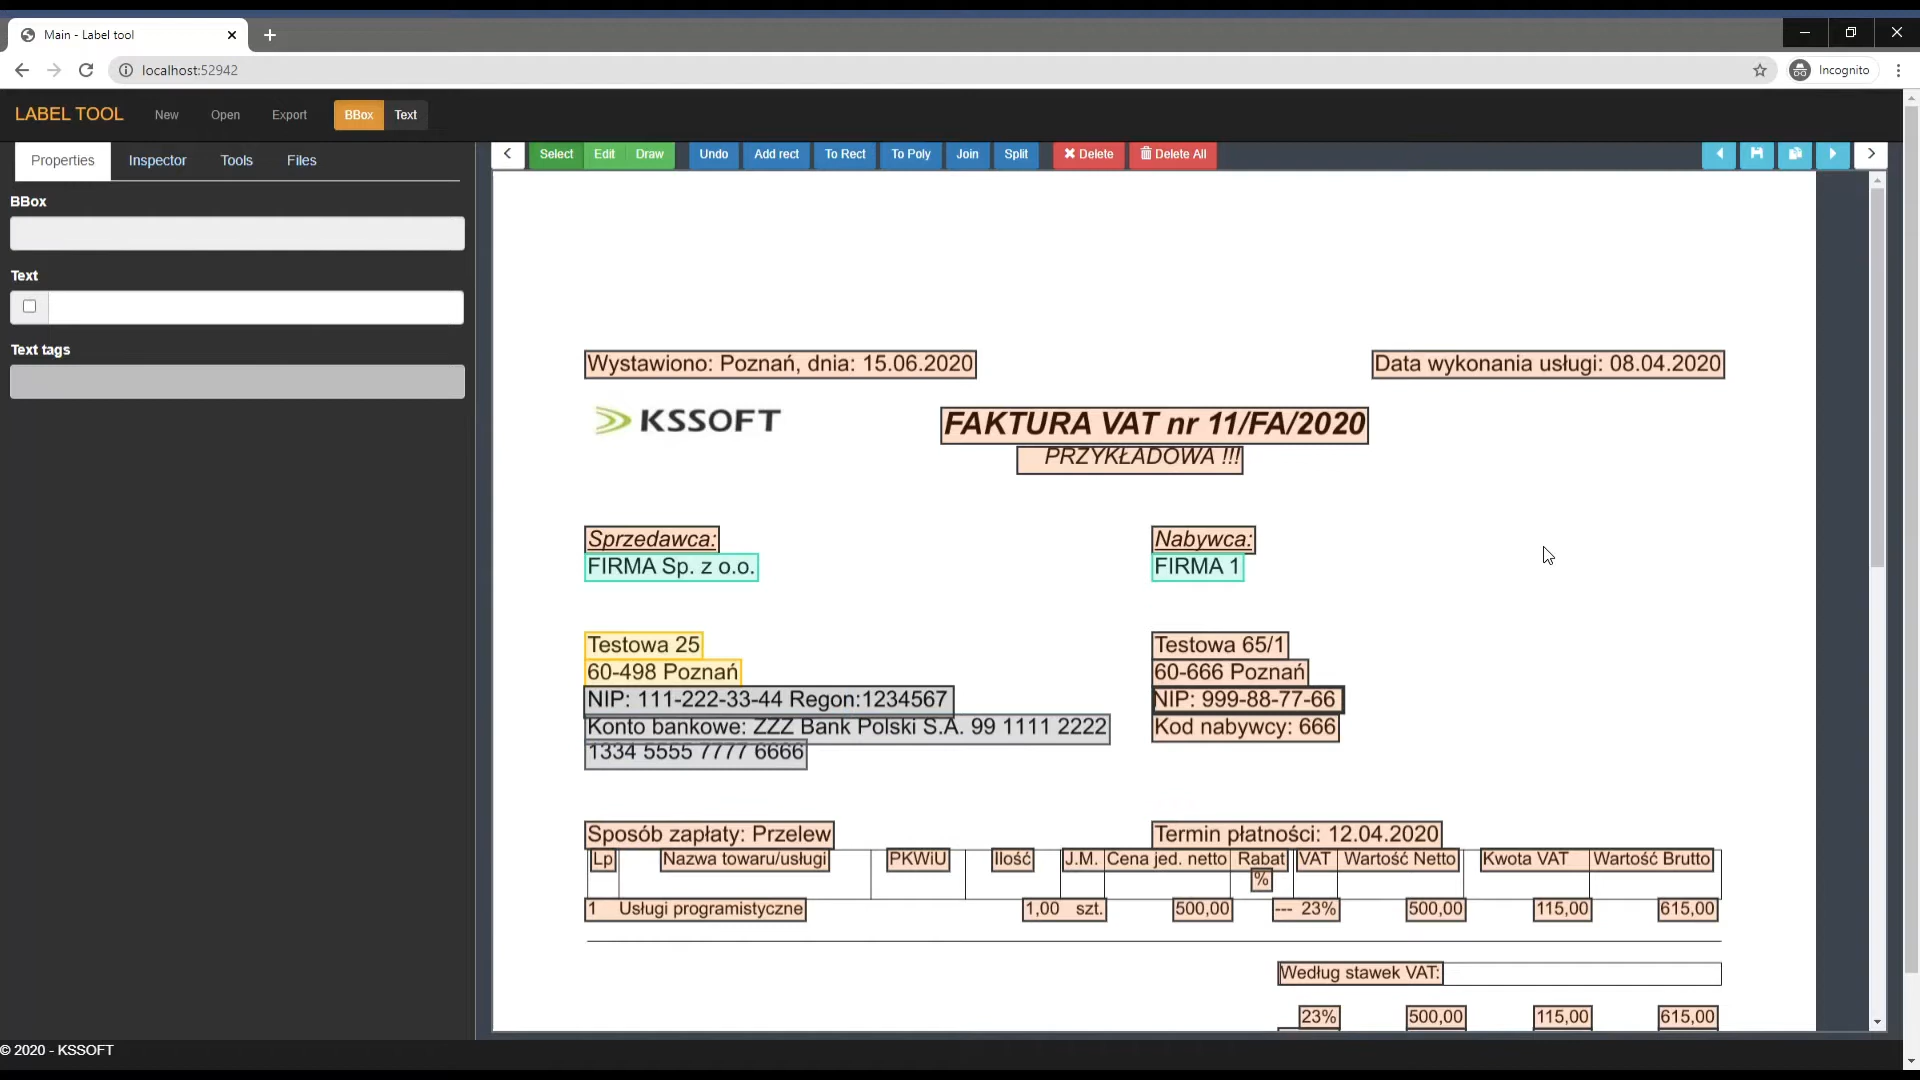 Main - Label tool
localhost:52942
Incognito
LABEL TOOL New Open Export BBox Text
Properties Inspector Tools Files
Select Edit Draw Undo Add rect To Rect To Poly Join Split Delete Delete All
BBox
Text
Text tags
Wystawiono: Poznań, dnia: 15.06.2020
Data wykonania usługi: 08.04.2020
KSSOFT
FAKTURA VAT nr 11/FA/2020
PRZYKŁADOWA !!!
Sprzedawca:
FIRMA Sp. z o.o.
Nabywca:
FIRMA 1
Testowa 25
60-498 Poznań
NIP: 111-222-33-44 Regon:1234567
Konto bankowe: ZZZ Bank Polski S.A. 99 1111 2222
1334 5555 7777 6666
Testowa 65/1
60-666 Poznań
NIP: 999-88-77-66
Kod nabywcy: 666
Sposób zapłaty: Przelew
Termin płatności: 12.04.2020
Lp Nazwa towaru/usługi PKWiU Ilość J.M. Cena jed. netto Rabat VAT Wartość Netto Kwota VAT Wartość Brutto
%
1 Usługi programistyczne 1,00 szt. 500,00 --- 23% 500,00 115,00 615,00
Według stawek VAT:
23% 500,00 115,00 615,00
© 2020 - KSSOFT